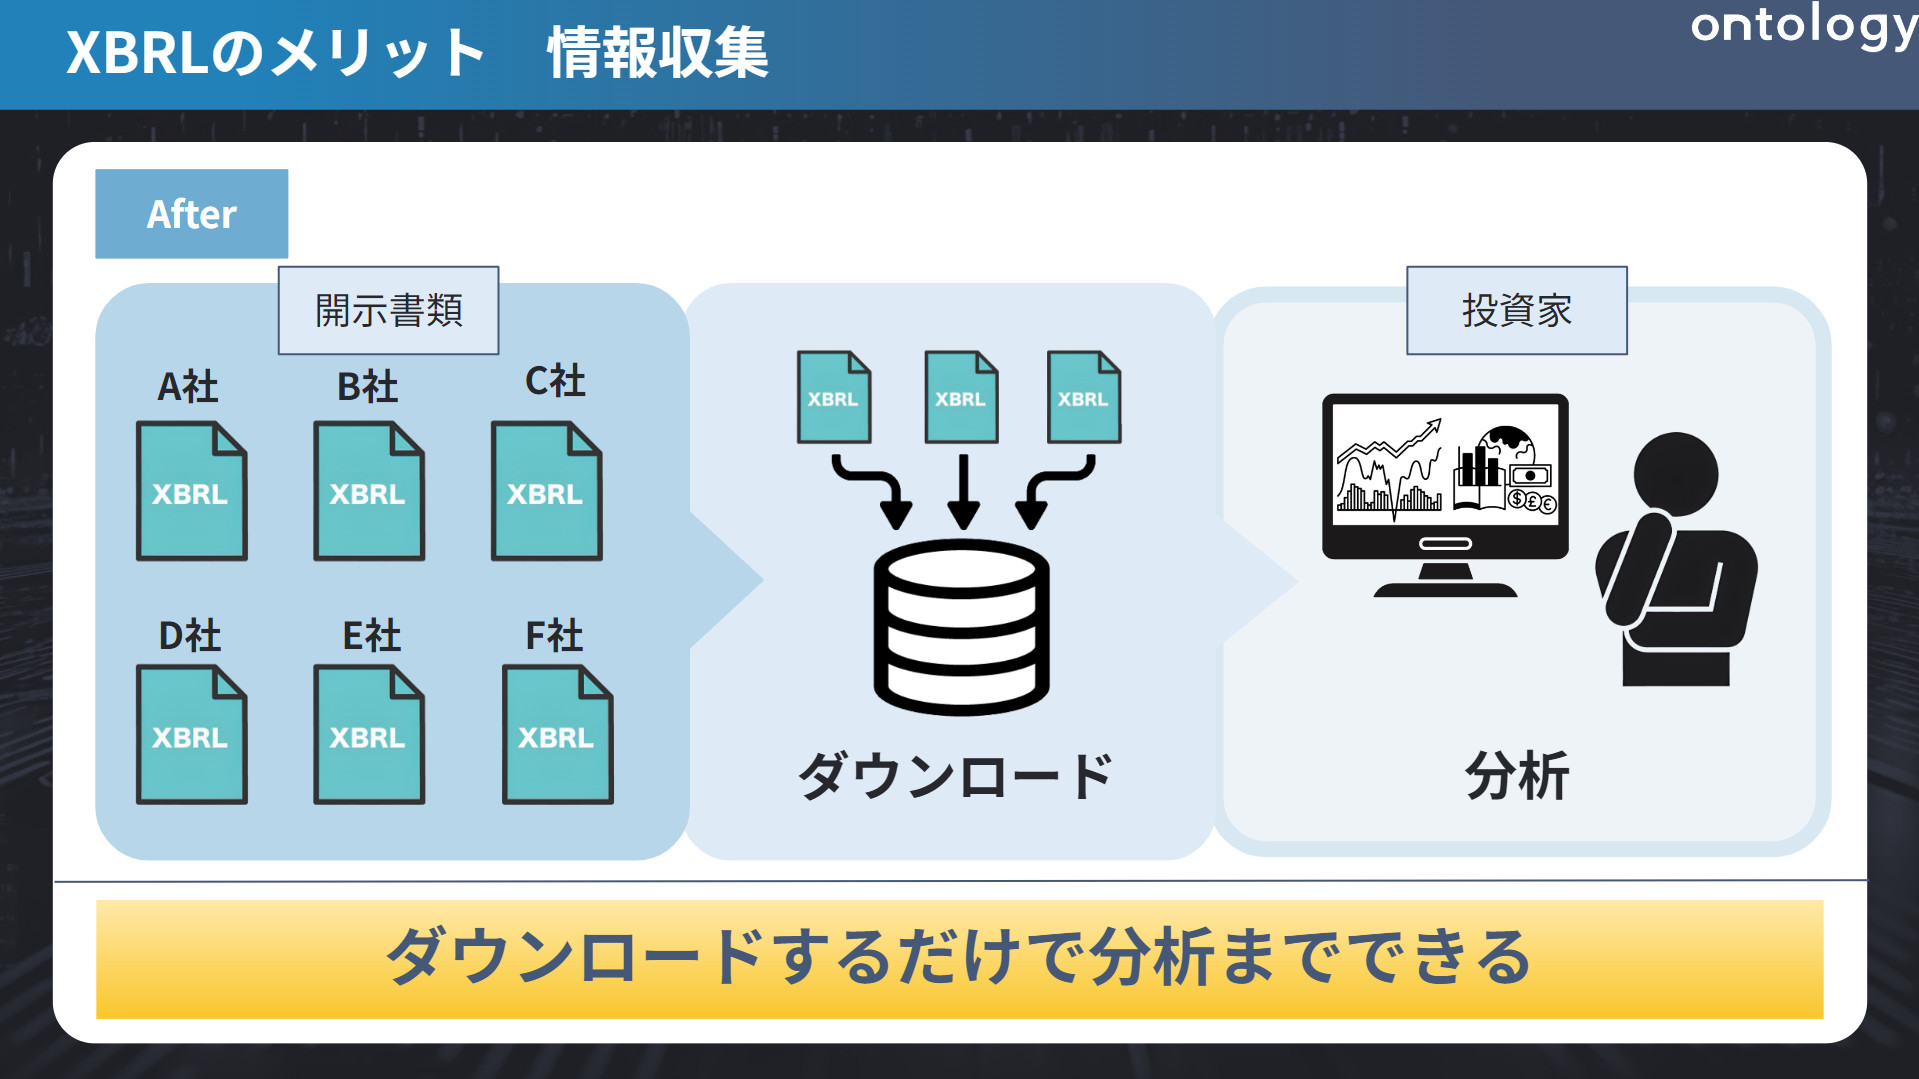 XBRLのメリット　情報収集
ontology
After
開示書類
投資家
A社
B社
C社
XBRL
XBRL
XBRL
D社
E社
F社
XBRL
XBRL
XBRL
XBRL
XBRL
XBRL
ダウンロード
$
£
€
分析
ダウンロードするだけで分析までできる